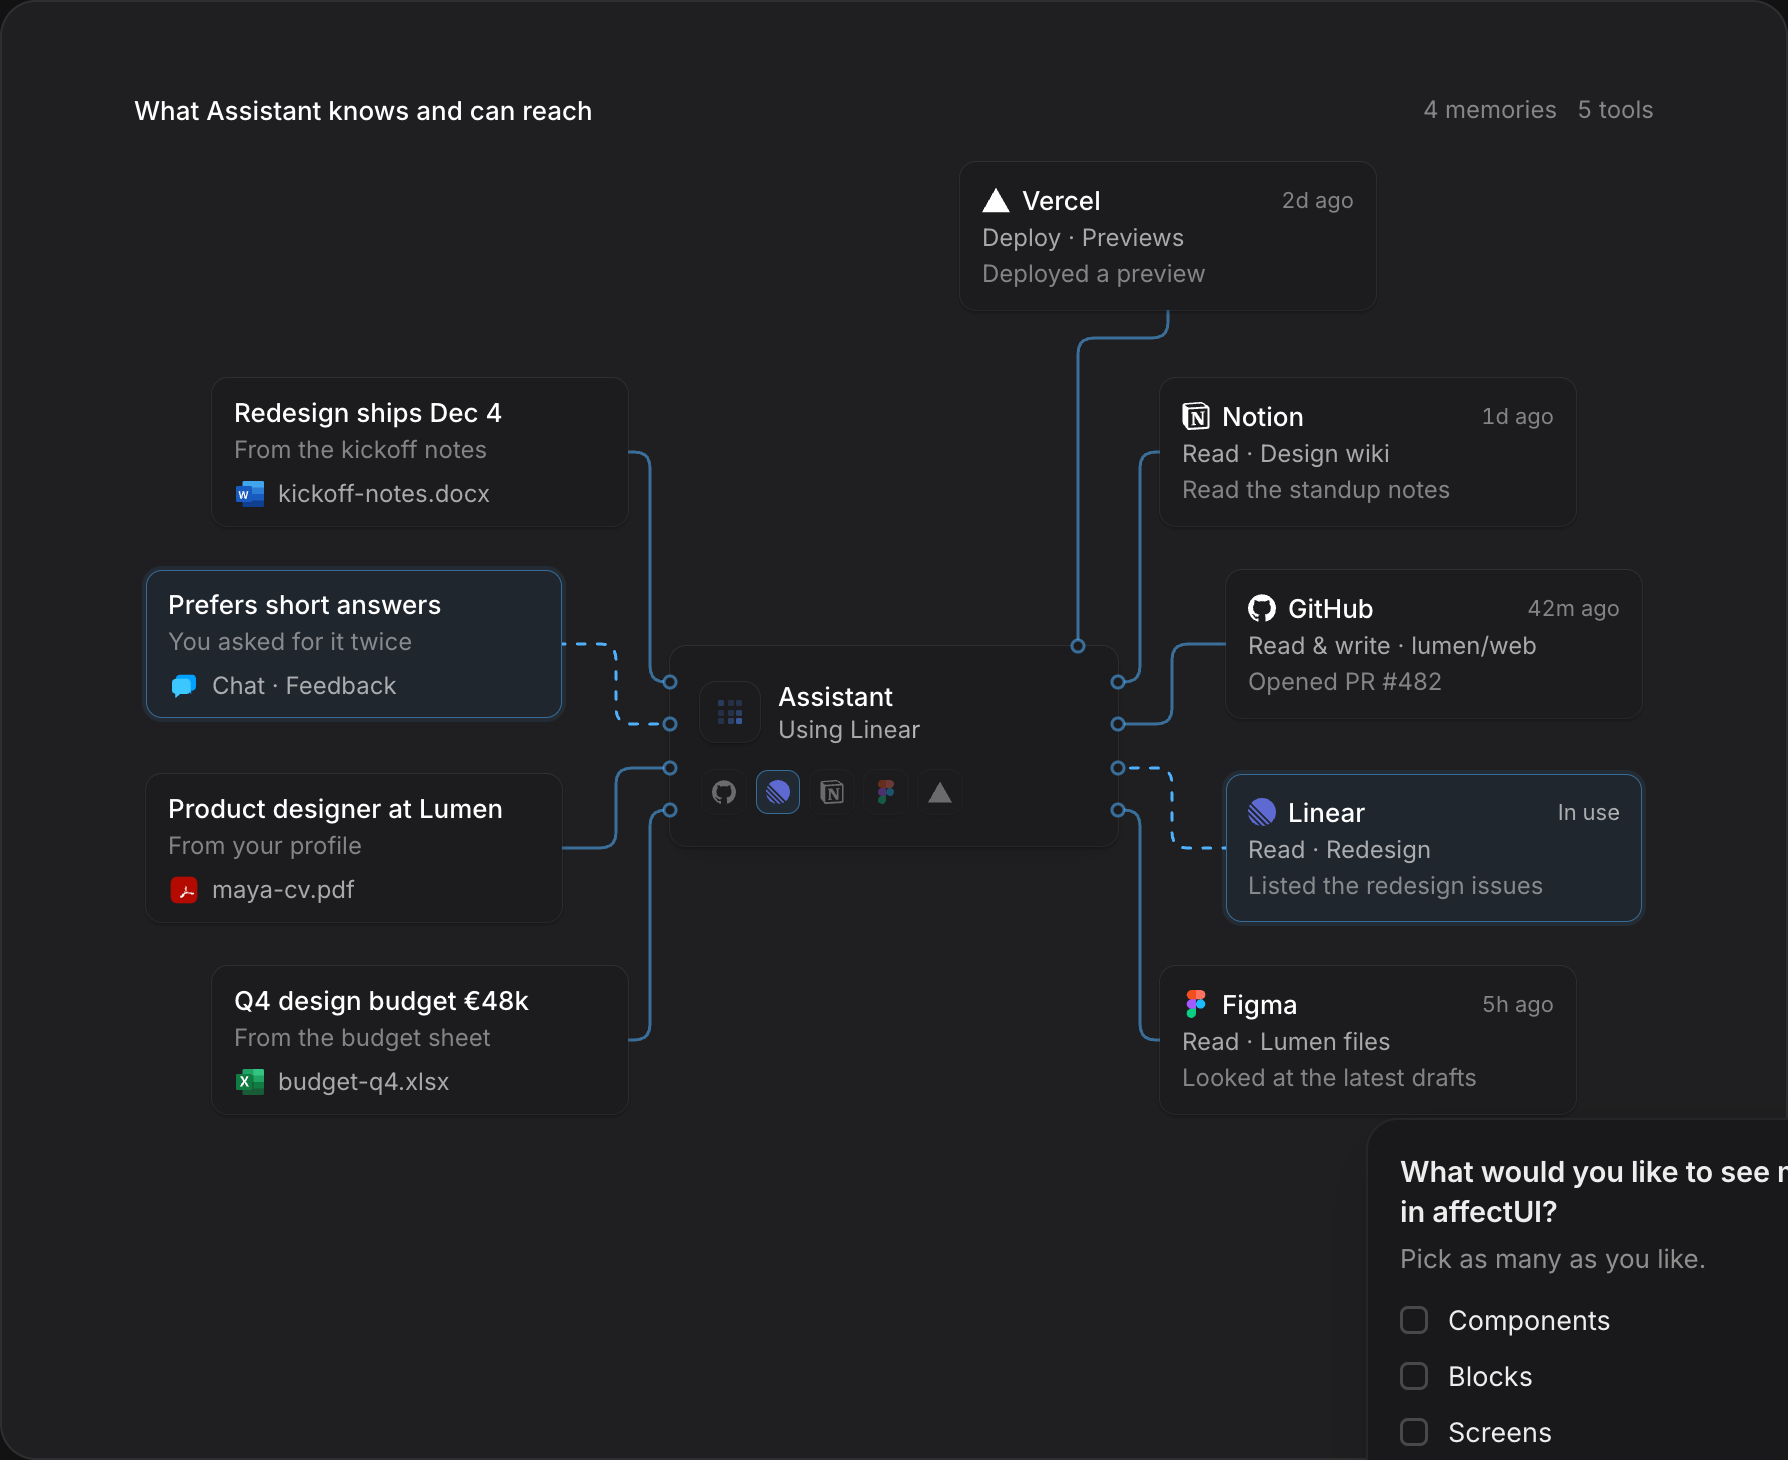 What Assistant knows and can reach
4 memories 5 tools
Vercel 2d ago
Deploy · Previews
Deployed a preview
Redesign ships Dec 4
From the kickoff notes
kickoff-notes.docx
Notion 1d ago
Read · Design wiki
Read the standup notes
Prefers short answers
You asked for it twice
Chat · Feedback
GitHub 42m ago
Read & write · lumen/web
Opened PR #482
Assistant
Using Linear
Product designer at Lumen
From your profile
maya-cv.pdf
Linear In use
Read · Redesign
Listed the redesign issues
Q4 design budget €48k
From the budget sheet
budget-q4.xlsx
Figma 5h ago
Read · Lumen files
Looked at the latest drafts
What would you like to see
in affectUI?
Pick as many as you like.
Components
Blocks
Screens